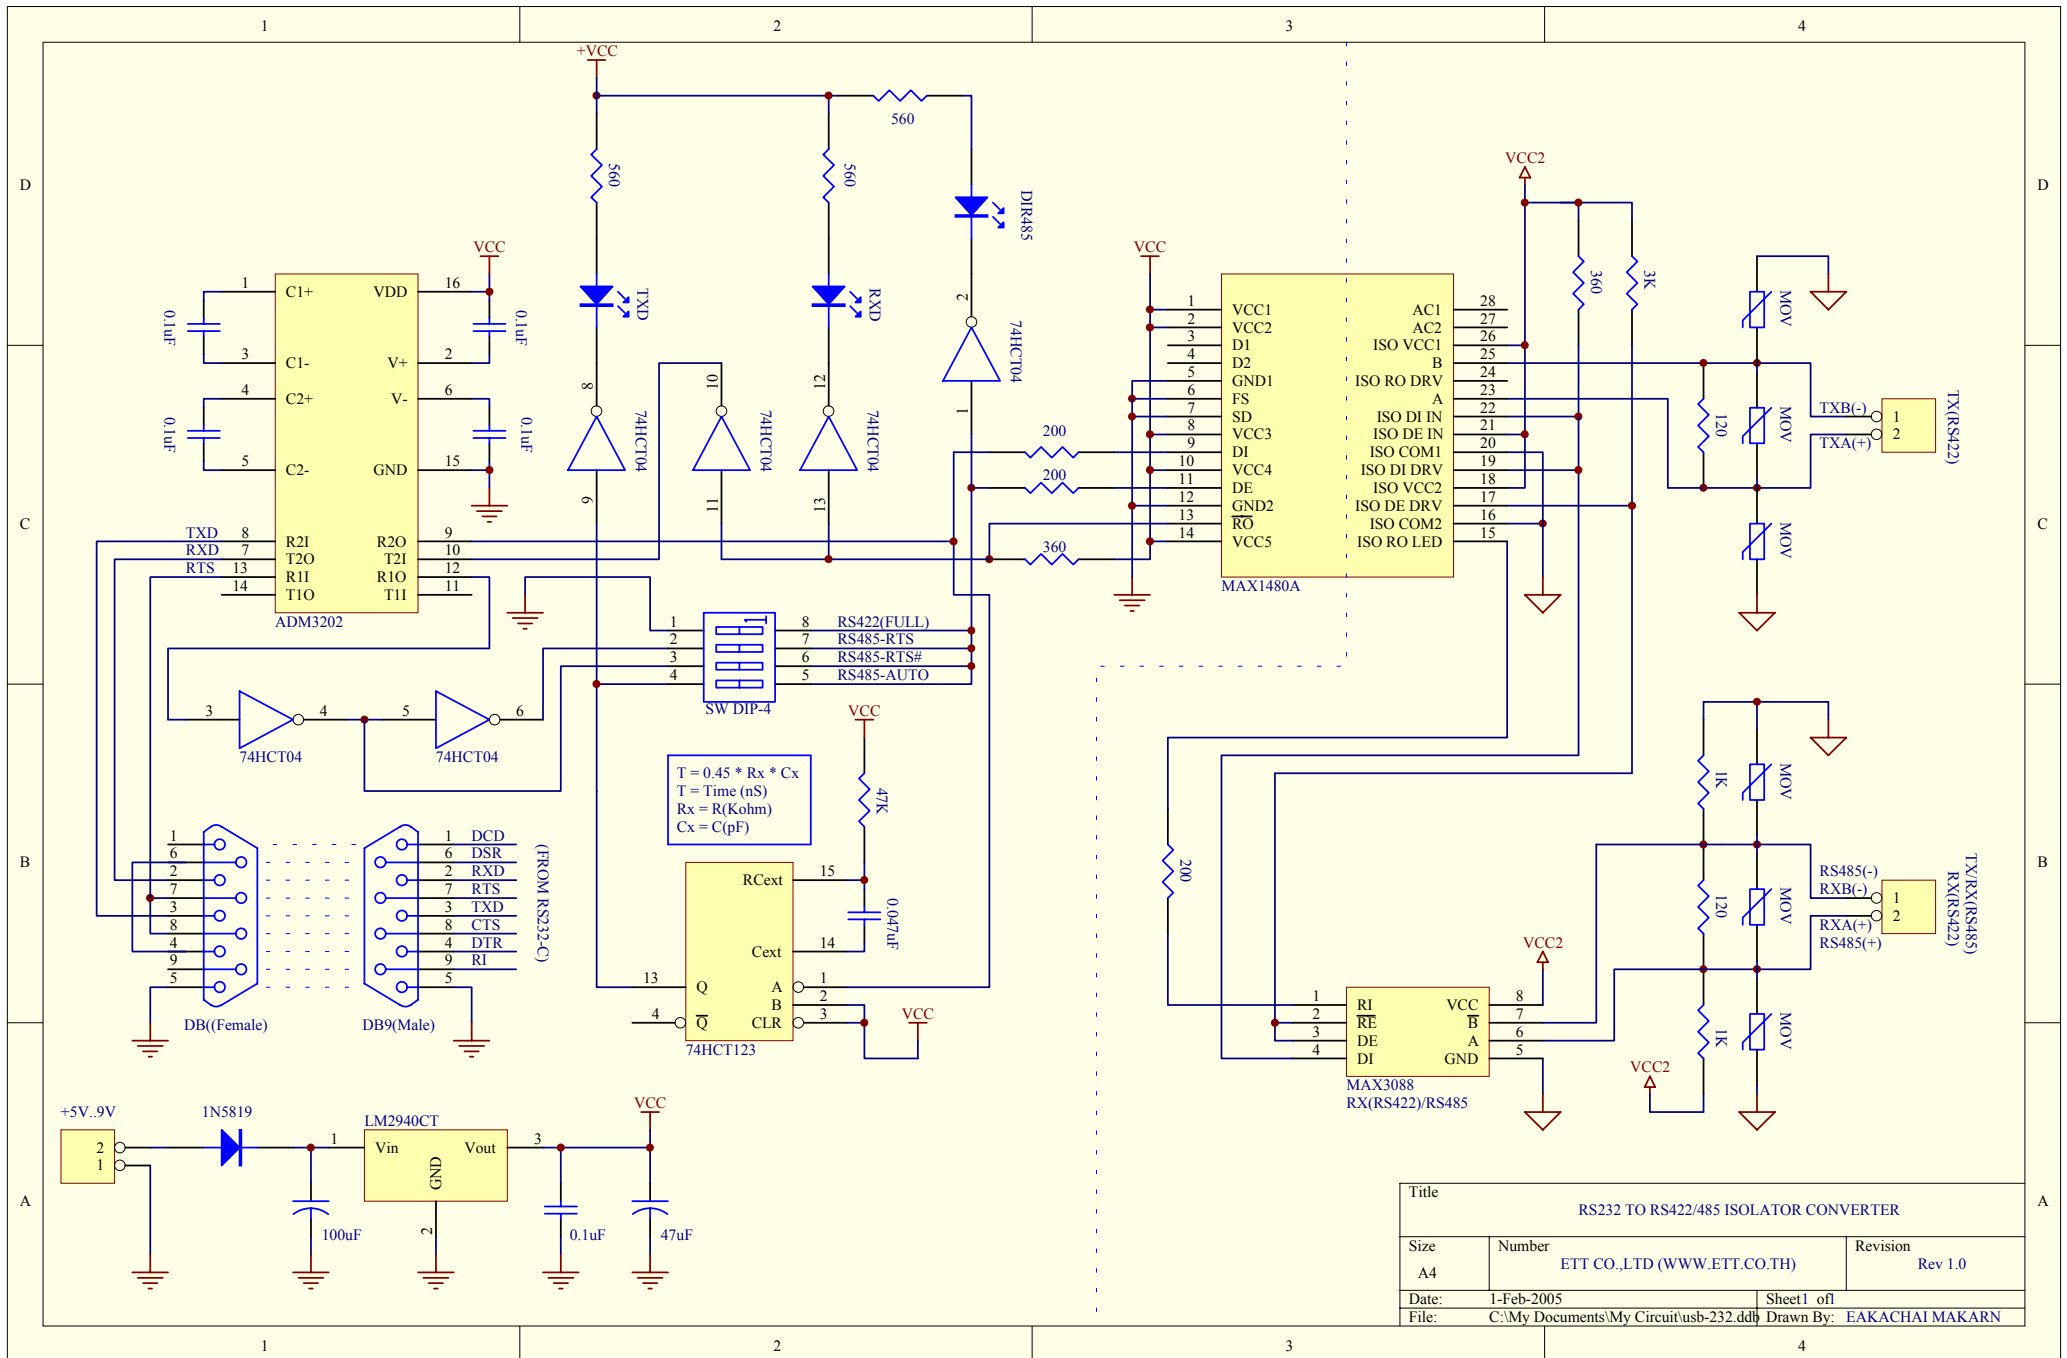 1
2
3
4
D
C
B
A
D
C
B
A
1
2
3
4
+VCC
560
560
560
DIR485
TXD
RXD
VCC
1
3
4
5
8
7
13
14
C1+
C1-
C2+
C2-
R2I
T2O
R1I
T1O
VDD
V+
V-
GND
R2O
T2I
R1O
T1I
16
2
6
15
9
10
12
11
ADM3202
0.1uF
0.1uF
0.1uF
0.1uF
TXD
RXD
RTS
8
9
74HCT04
10
11
74HCT04
12
13
74HCT04
2
1
74HCT04
200
200
360
VCC
1
2
3
4
5
6
7
8
9
10
11
12
13
14
VCC1
VCC2
D1
D2
GND1
FS
SD
VCC3
DI
VCC4
DE
GND2
RO
VCC5
AC1
AC2
ISO VCC1
B
ISO RO DRV
A
ISO DI IN
ISO DE IN
ISO COM1
ISO DI DRV
ISO VCC2
ISO DE DRV
ISO COM2
ISO RO LED
28
27
26
25
24
23
22
21
20
19
18
17
16
15
MAX1480A
VCC2
360
3K
MOV
MOV
MOV
120
TXB(-)
TXA(+)
1
2
TX(RS422)
3
4
74HCT04
5
6
74HCT04
1
2
3
4
1
8
7
6
5
RS422(FULL)
RS485-RTS
RS485-RTS#
RS485-AUTO
SW DIP-4
T = 0.45 * Rx * Cx
T = Time (nS)
Rx = R(Kohm)
Cx = C(pF)
VCC
47K
0.047uF
RCext
Cext
Q
Q
A
B
CLR
15
14
13
4
1
2
3
74HCT123
VCC
1
6
2
7
3
8
4
9
5
DB((Female)
1
6
2
7
3
8
4
9
5
DCD
DSR
RXD
RTS
TXD
CTS
DTR
RI
(FROM RS232-C)
DB9(Male)
200
1K
120
1K
MOV
MOV
MOV
RS485(-)
RXB(-)
RXA(+)
RS485(+)
1
2
TX/RX(RS485)
RX(RS422)
VCC2
VCC2
1
2
3
4
RI
RE
DE
DI
VCC
B
A
GND
8
7
6
5
MAX3088
RX(RS422)/RS485
+5V..9V
2
1
1N5819
LM2940CT
1
Vin
Vout
GND
3
2
VCC
100uF
0.1uF
47uF
Title
RS232 TO RS422/485 ISOLATOR CONVERTER
Size
A4
Number
ETT CO.,LTD (WWW.ETT.CO.TH)
Revision
Rev 1.0
Date:
1-Feb-2005
Sheet1 of1
File:
C:\My Documents\My Circuit\usb-232.ddb
Drawn By:
EAKACHAI MAKARN